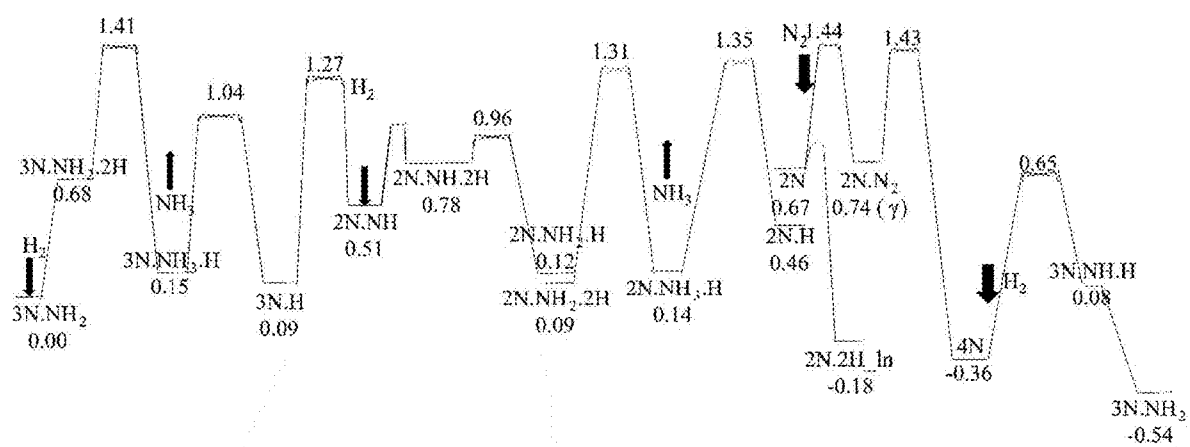 1.41
1.04
1.27
H₂
0.96
1.31
1.35
N₂
1.44
1.43
0.65
3N.NH₂.2H
0.68
NH₃
H₂
3N.NH₂
0.00
3N.NH₃.H
0.15
3N.H
0.09
2N.NH
0.51
2N.NH.2H
0.78
2N.NH₂.H
0.12
2N.NH₂.2H
0.09
NH₃
2N.NH₃.H
0.14
2N
0.67
2N.H
0.46
2N.N₂
0.74 (γ)
2N.2H_ln
-0.18
4N
-0.36
H₂
3N.NH.H
0.08
3N.NH₂
-0.54